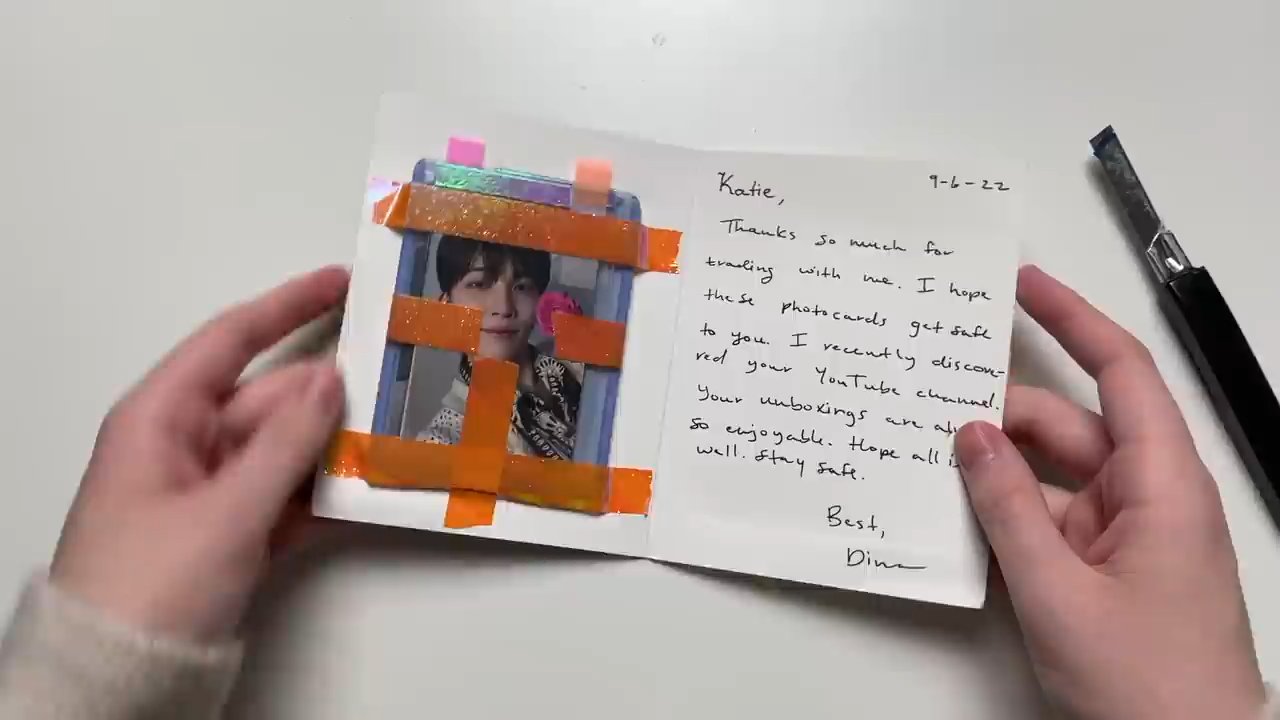 9-6-22
Katie,
Thanks so much for
trading with me. I hope
these photocards get safe
to you. I recently discove-
red your YouTube channel.
Your unboxings are
so enjoyable. Hope all
well. Stay safe.
Best,
Dina